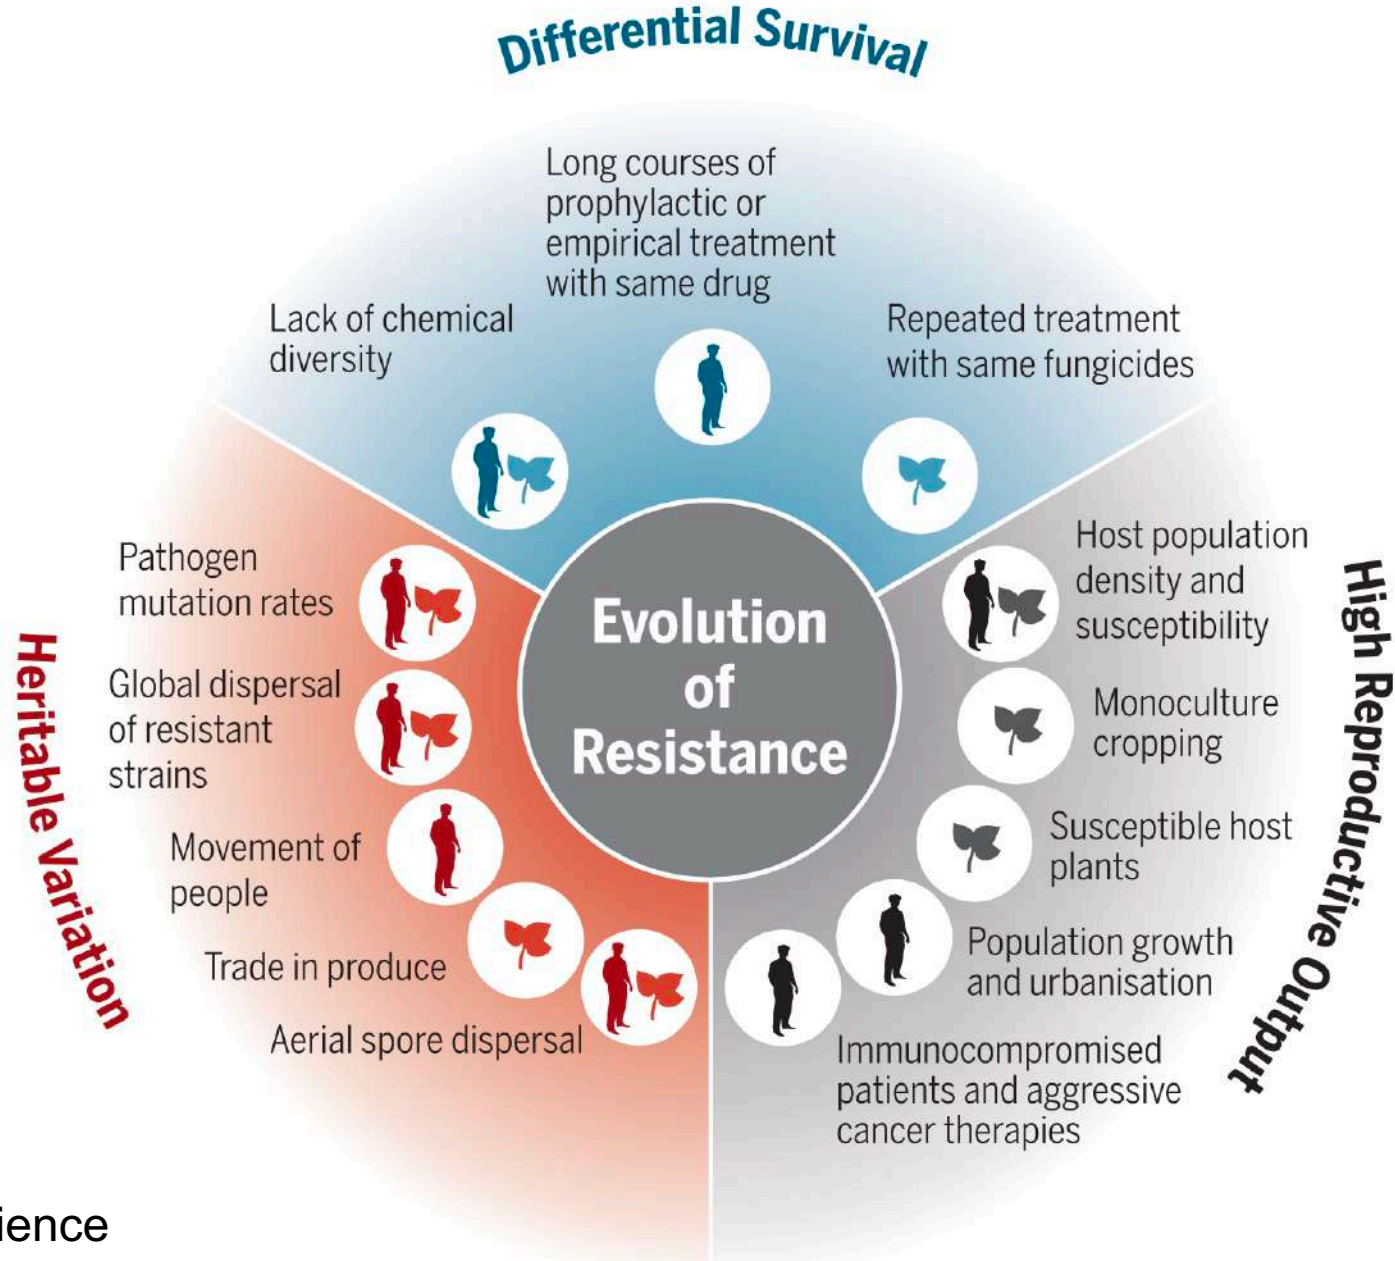 Differential Survival
Long courses of
prophylactic or
empirical treatment
with same drug
Lack of chemical
diversity
Repeated treatment
with same fungicides
Evolution
of
Resistance
Heritable Variation
Pathogen
mutation rates
Global dispersal
of resistant
strains
Movement of
people
Trade in produce
Aerial spore dispersal
High Reproductive Output
Host population
density and
susceptibility
Monoculture
cropping
Susceptible host
plants
Population growth
and urbanisation
Immunocompromised
patients and aggressive
cancer therapies
ience